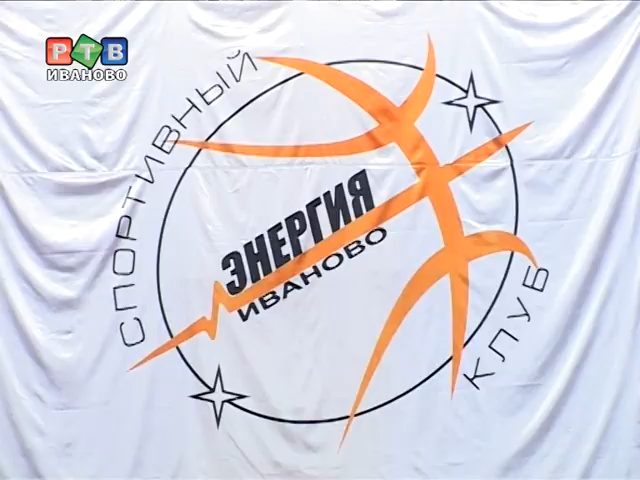 РТВ
ИВАНОВО
СПОРТИВНЫЙ
ЭНЕРГИЯ
ИВАНОВО
КЛУБ